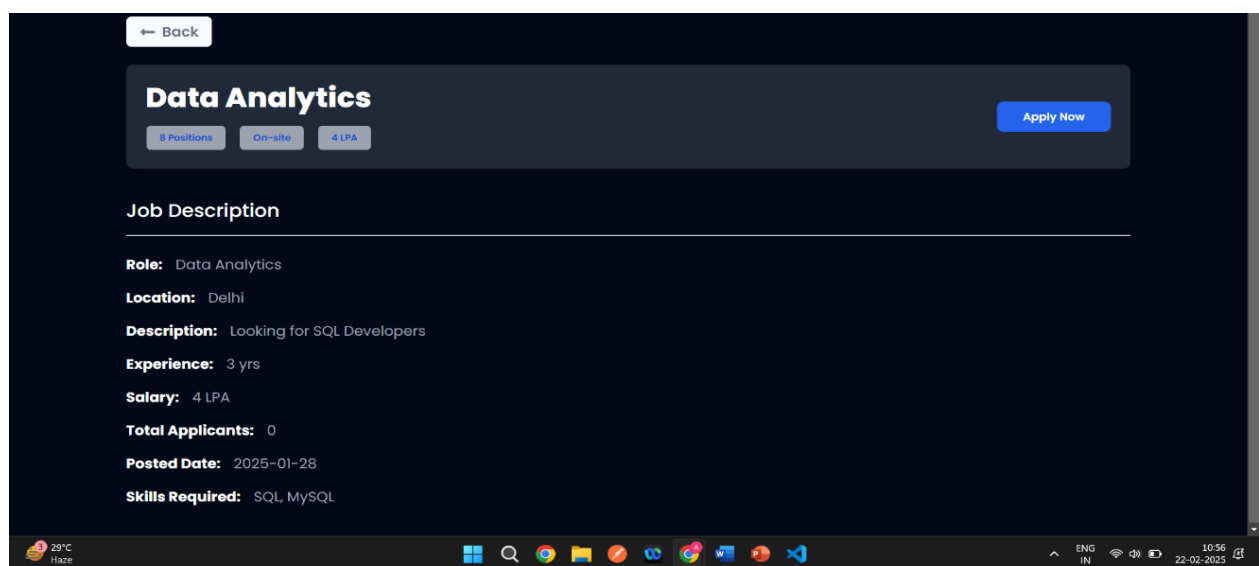 ← Back
Data Analytics
8 Positions On-site 4 LPA
Apply Now
Job Description
Role: Data Analytics
Location: Delhi
Description: Looking for SQL Developers
Experience: 3 yrs
Salary: 4 LPA
Total Applicants: 0
Posted Date: 2025-01-28
Skills Required: SQL, MySQL
3
29°C
Haze
ENG
IN
10:56
22-02-2025